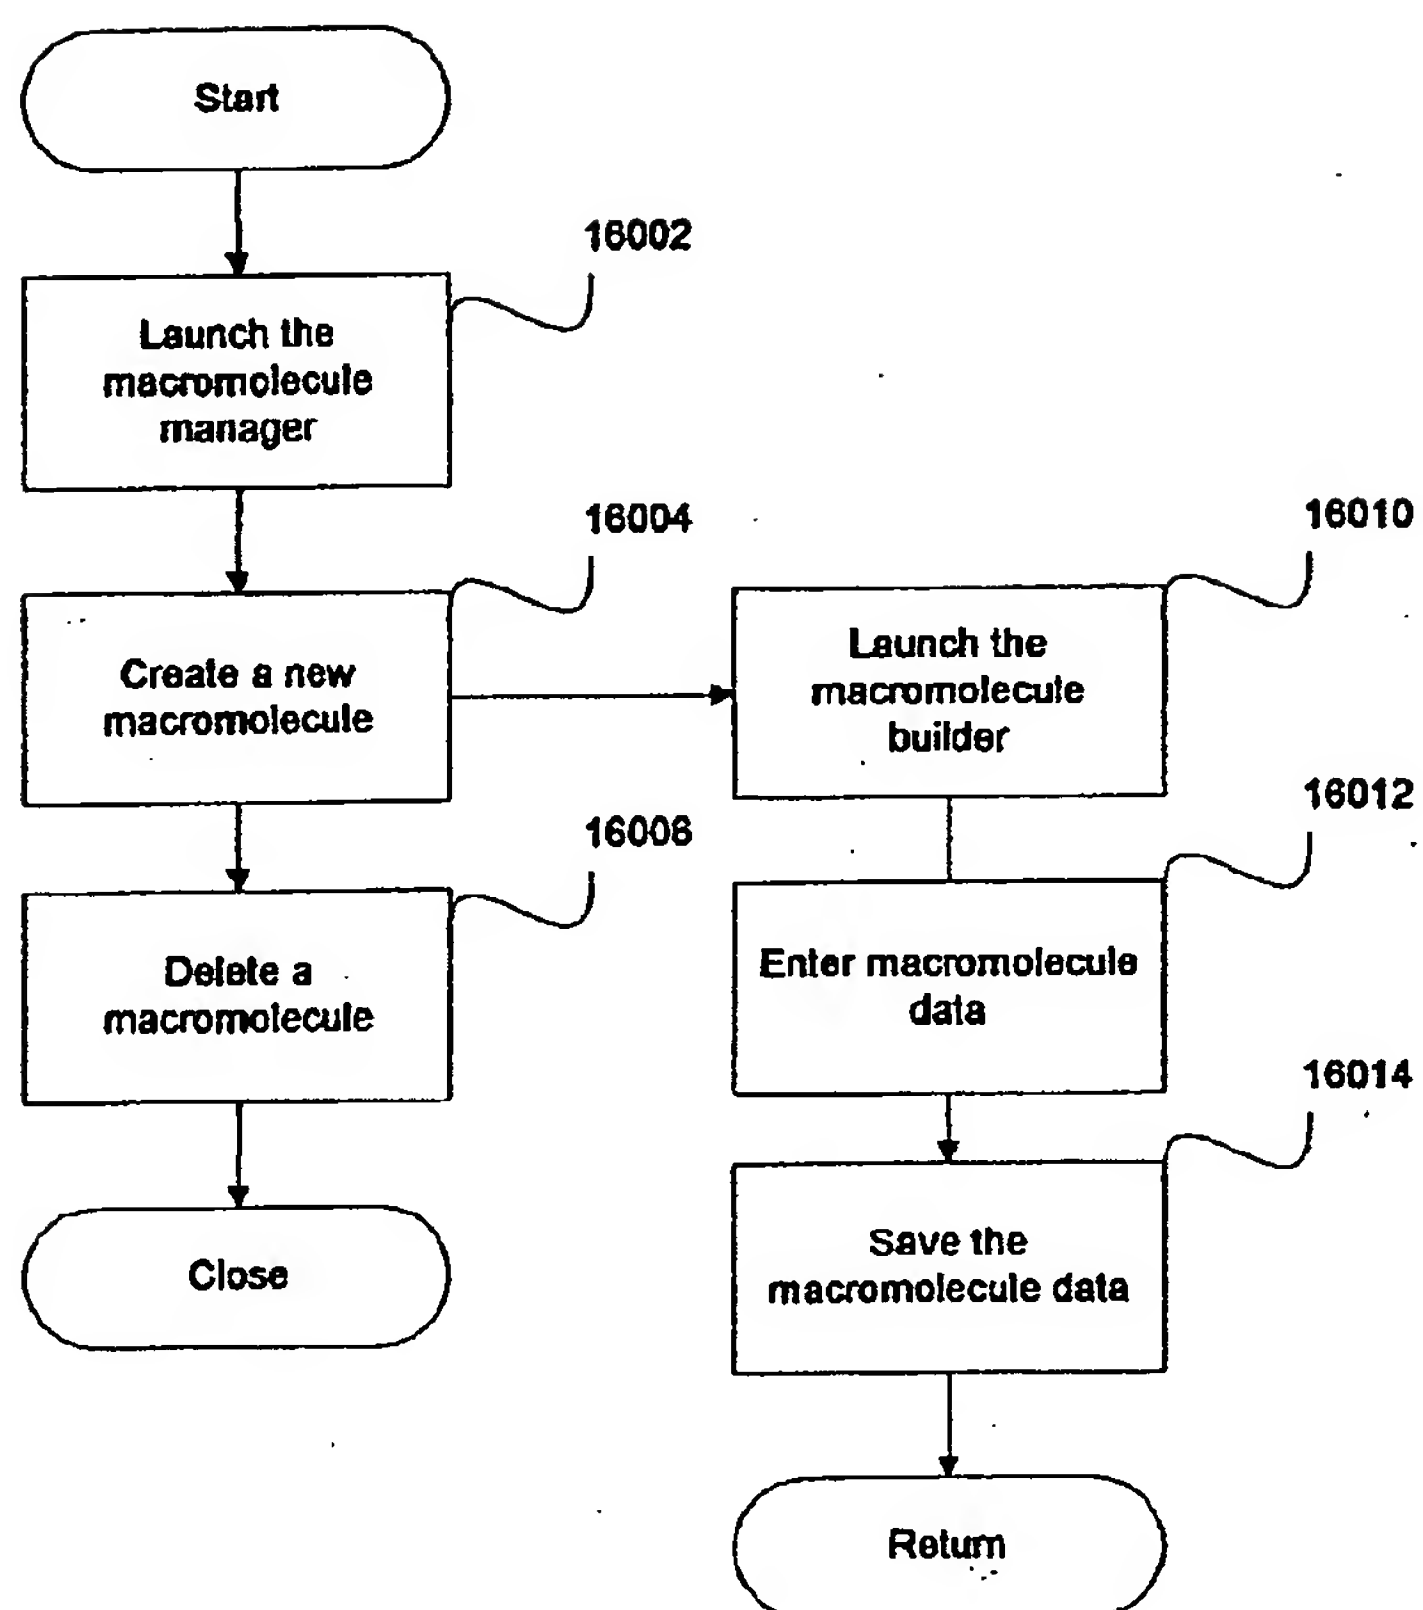 Start
16002
Launch the
macromolecule
manager
16004
Create a new
macromolecule
16010
Launch the
macromolecule
builder
16006
Delete a
macromolecule
16012
Enter macromolecule
data
16014
Save the
macromolecule data
Close
Return